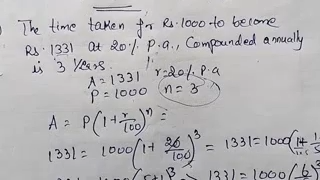 The time taken for Rs.1000 to become
Rs. 1331 at 20% P.a., Compounded annually
is 3 Years.
A = 1331 r=20% p.a
P = 1000 n = 3
A = P(1+r/100)^n =
1331 = 1000(1+20/100)^3 = 1331 = 1000(
1331 = 1000(6